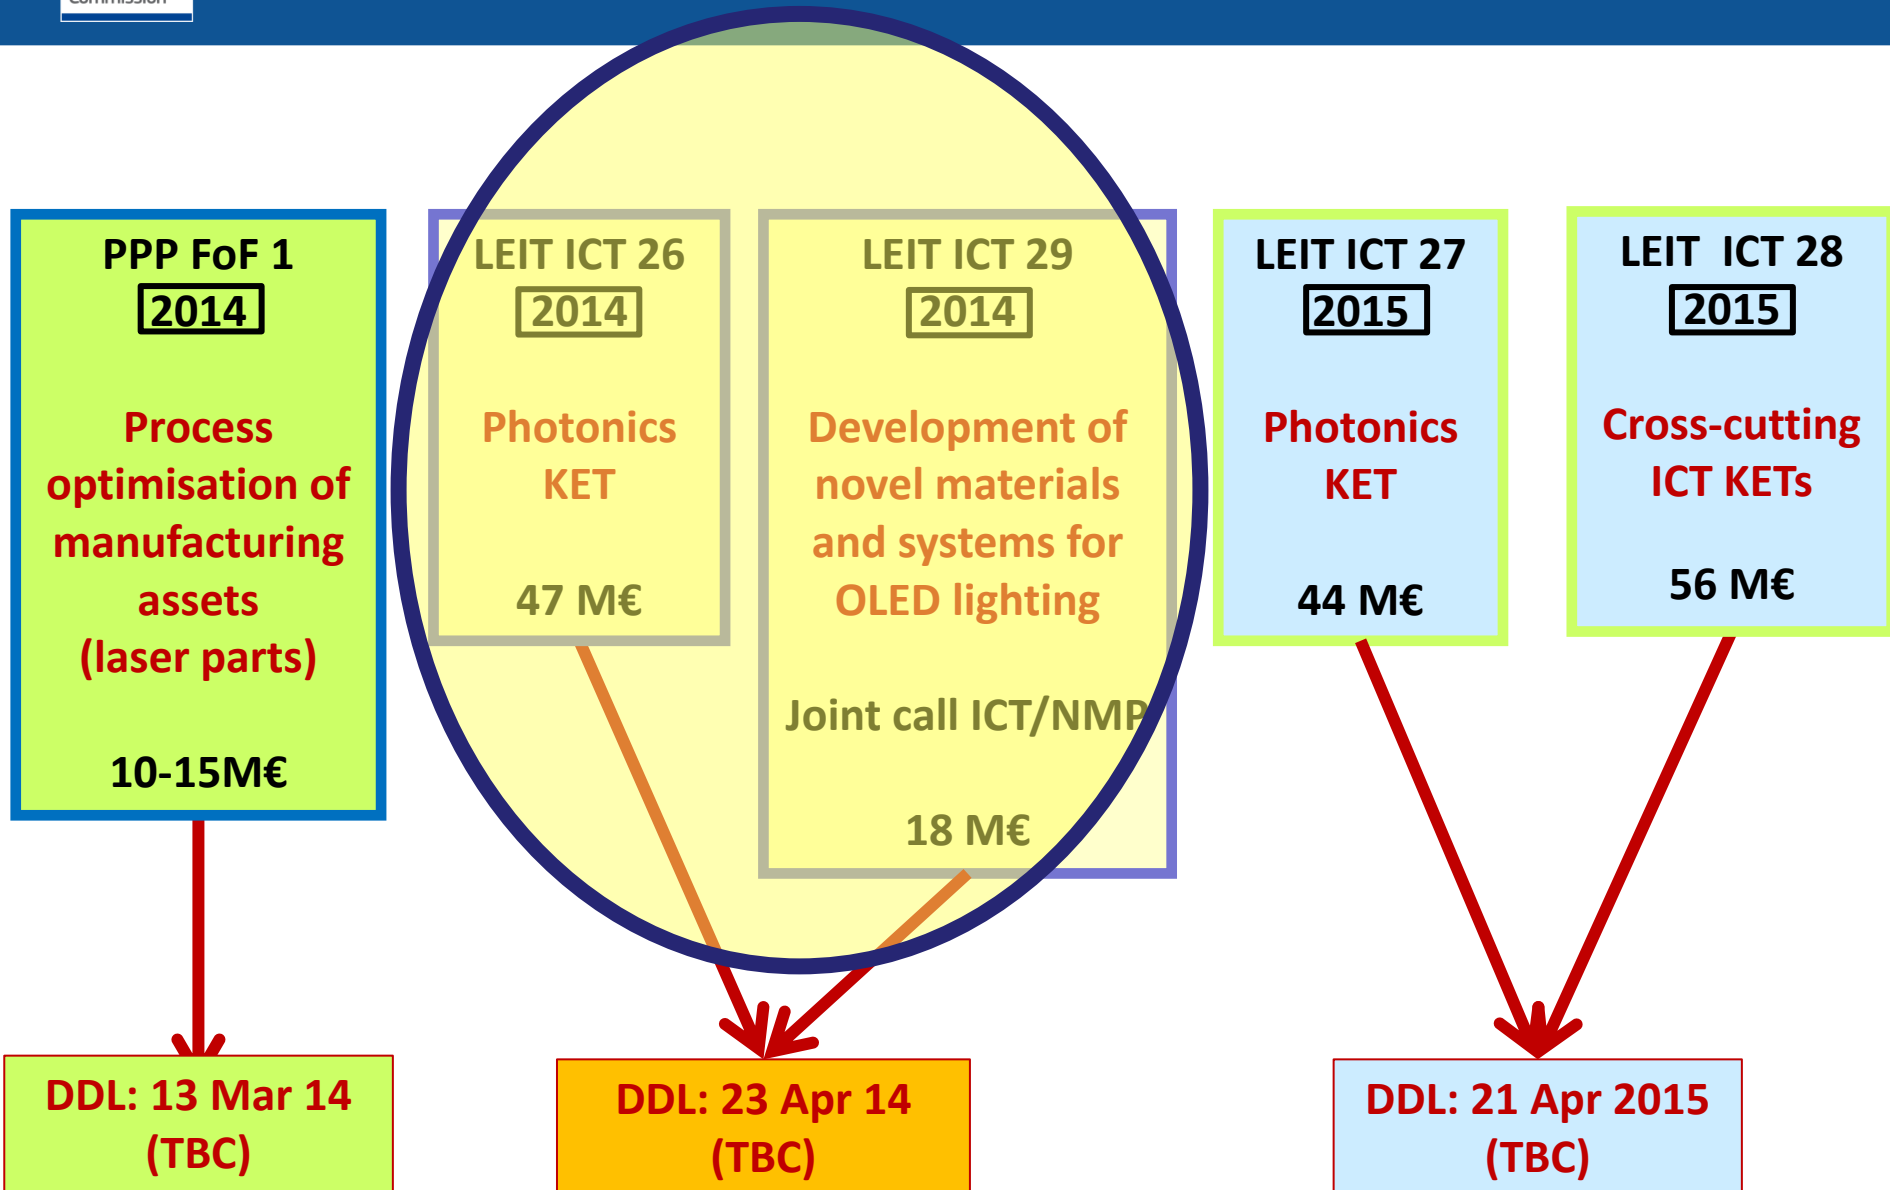 Commission
PPP FoF 1
2014
Process
optimisation of
manufacturing
assets
(laser parts)
10-15M€
LEIT ICT 26
2014
Photonics
KET
47 M€
LEIT ICT 29
2014
Development of
novel materials
and systems for
OLED lighting
Joint call ICT/NMP
18 M€
LEIT ICT 27
2015
Photonics
KET
44 M€
LEIT ICT 28
2015
Cross-cutting
ICT KETs
56 M€
DDL: 13 Mar 14
(TBC)
DDL: 23 Apr 14
(TBC)
DDL: 21 Apr 2015
(TBC)